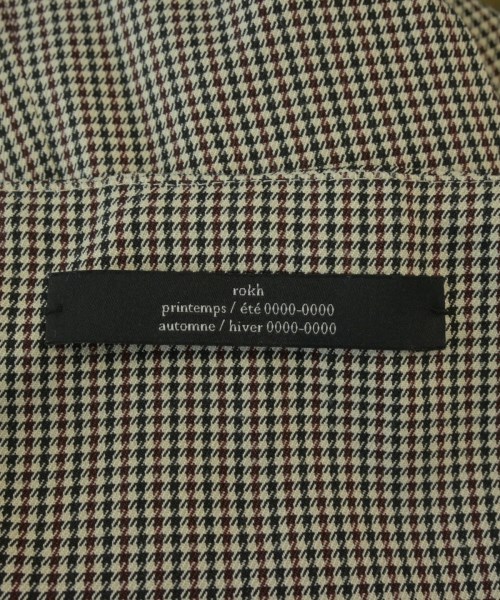 rokh
printemps / été 0000-0000
automne / hiver 0000-0000